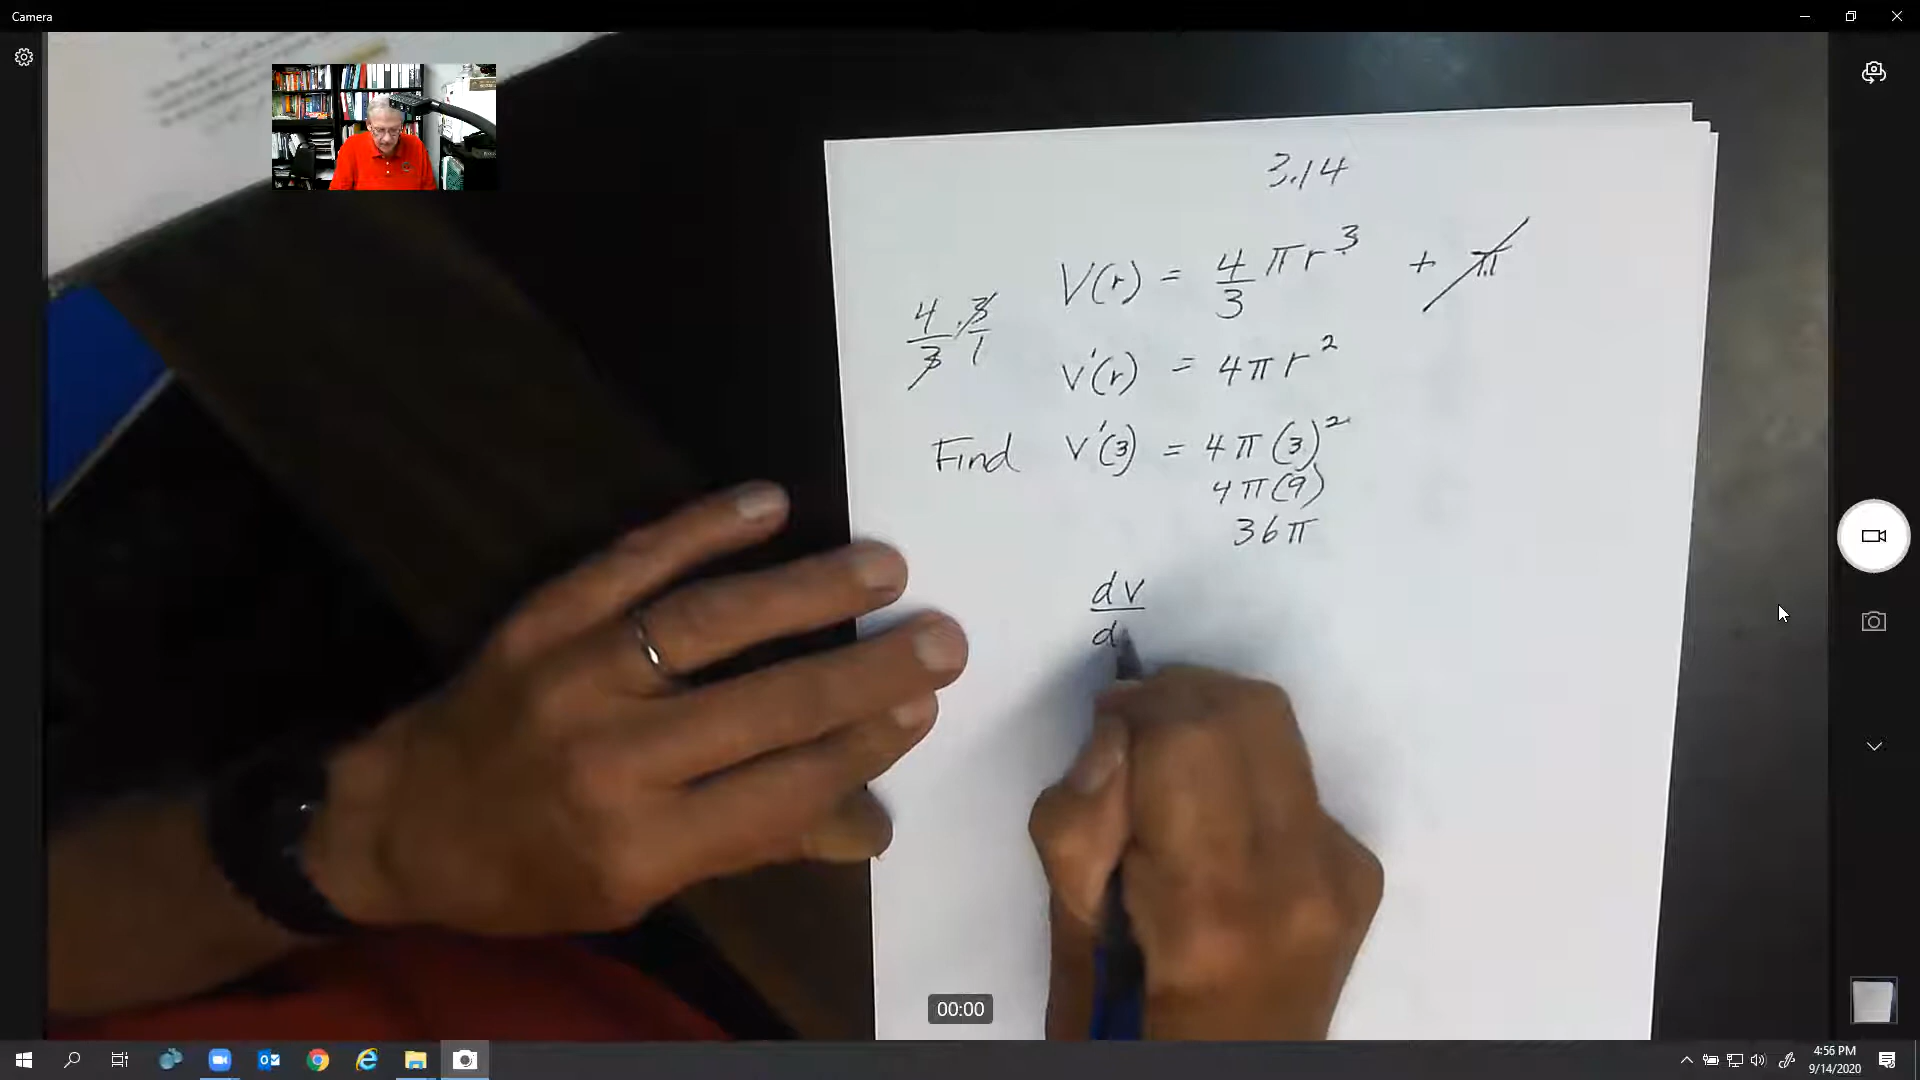 Camera
3.14
V(r) = 4/3 πr³ + π
4/3 · 3/1
V'(r) = 4πr²
Find V'(3) = 4π(3)²
4π(9)
36π
dV
d
00:00
4:56 PM
9/14/2020